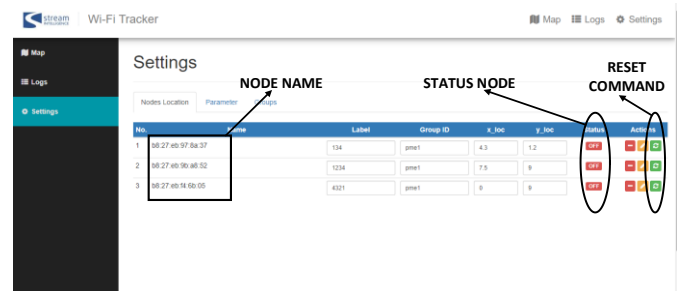 stream Wi-Fi Tracker Map Logs Settings
Map
Logs
Settings
Settings
NODE NAME STATUS NODE RESET COMMAND
Nodes Location Parameter Groups
No. Name Label Group ID x_loc y_loc Status Actions
1 b8:27:eb:97:8a:37 134 pme1 4.3 1.2 OFF
2 b8:27:eb:9b:a8:52 1234 pme1 7.5 9 OFF
3 b8:27:eb:f4:6b:05 4321 pme1 0 9 OFF